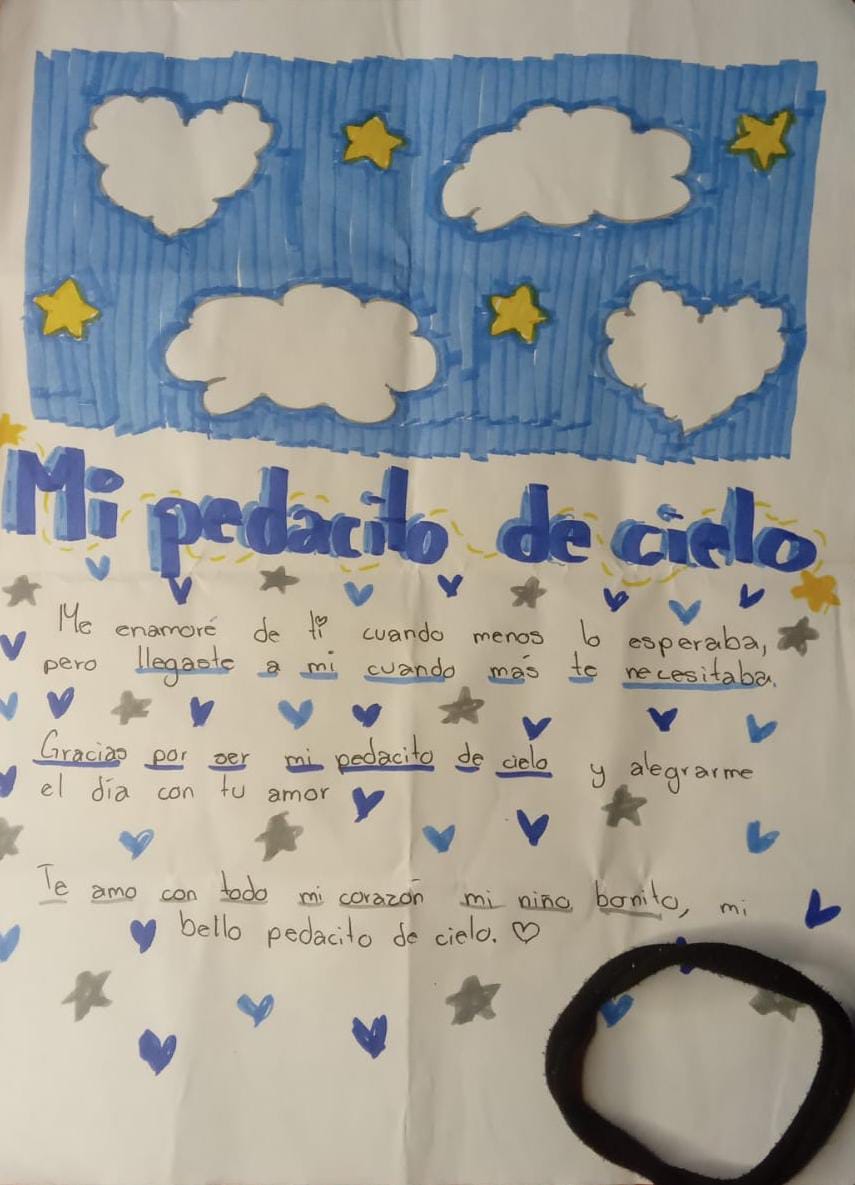 Mi pedacito de cielo
Me enamoré de ti cuando menos lo esperaba,
pero llegaste a mi cuando más te necesitaba.
Gracias por ser mi pedacito de cielo y alegrarme
el día con tu amor
Te amo con todo mi corazón mi niño bonito, mi
bello pedacito de cielo. ♡